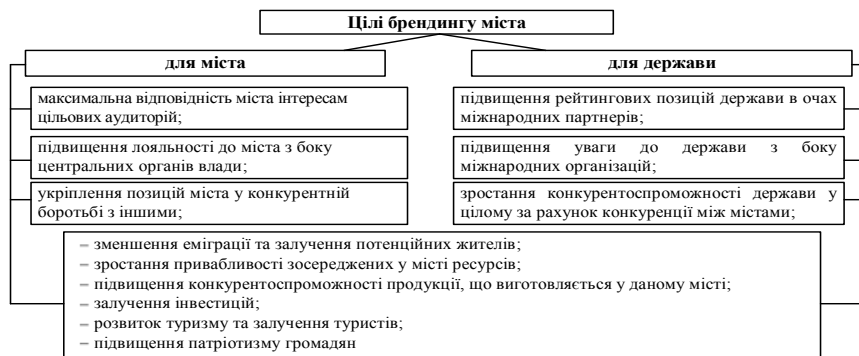 Цілі брендингу міста
для міста
для держави
максимальна відповідність міста інтересам
цільових аудиторій;
підвищення лояльності до міста з боку
центральних органів влади;
укріплення позицій міста у конкурентній
боротьбі з іншими;
підвищення рейтингових позицій держави в очах
міжнародних партнерів;
підвищення уваги до держави з боку
міжнародних організацій;
зростання конкурентоспроможності держави у
цілому за рахунок конкуренції між містами;
– зменшення еміграції та залучення потенційних жителів;
– зростання привабливості зосереджених у місті ресурсів;
– підвищення конкурентоспроможності продукції, що виготовляється у даному місті;
– залучення інвестицій;
– розвиток туризму та залучення туристів;
– підвищення патріотизму громадян